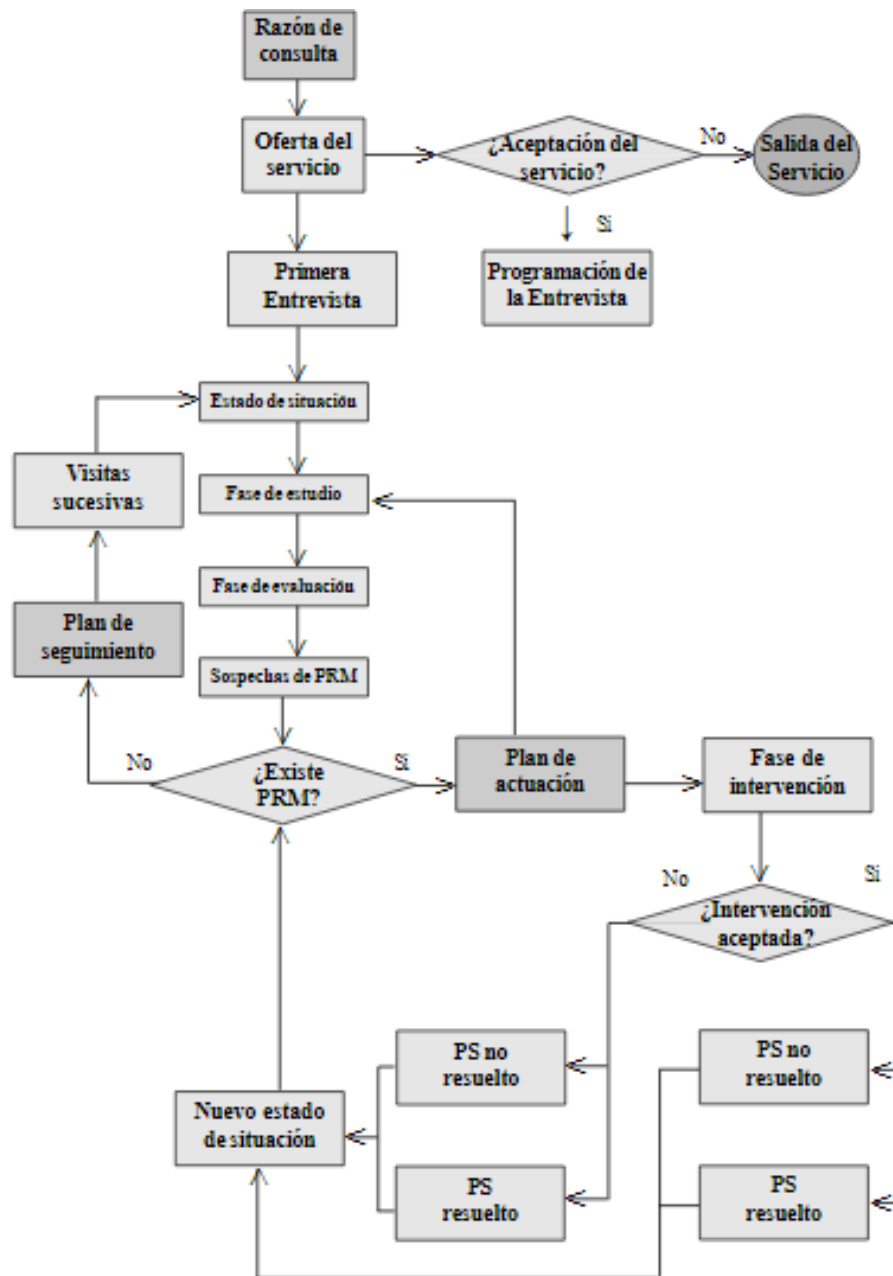 Razón de
consulta
Oferta del
servicio
¿Aceptación del
servicio?
No
Salida del
Servicio
Si
Primera
Entrevista
Programación de
la Entrevista
Estado de situación
Visitas
sucesivas
Fase de estudio
Fase de evaluación
Plan de
seguimiento
Sospechas de PRM
No
¿Existe
PRM?
Si
Plan de
actuación
Fase de
intervención
No
Si
¿Intervención
aceptada?
PS no
resuelto
PS no
resuelto
Nuevo estado
de situación
PS
resuelto
PS
resuelto